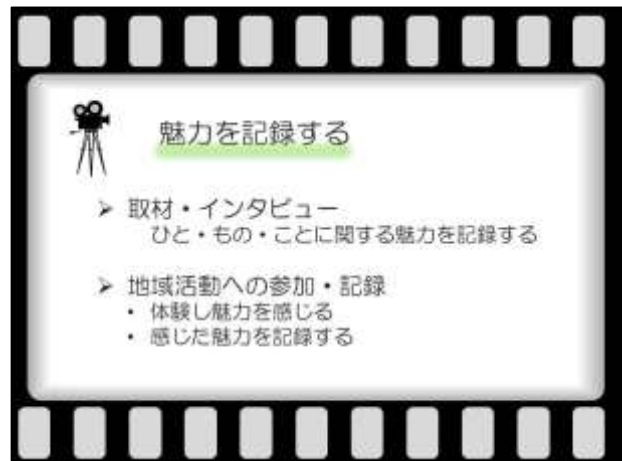 魅力を記録する
➢ 取材・インタビュー
ひと・もの・ことに関する魅力を記録する
➢ 地域活動への参加・記録
・ 体験し魅力を感じる
・ 感じた魅力を記録する